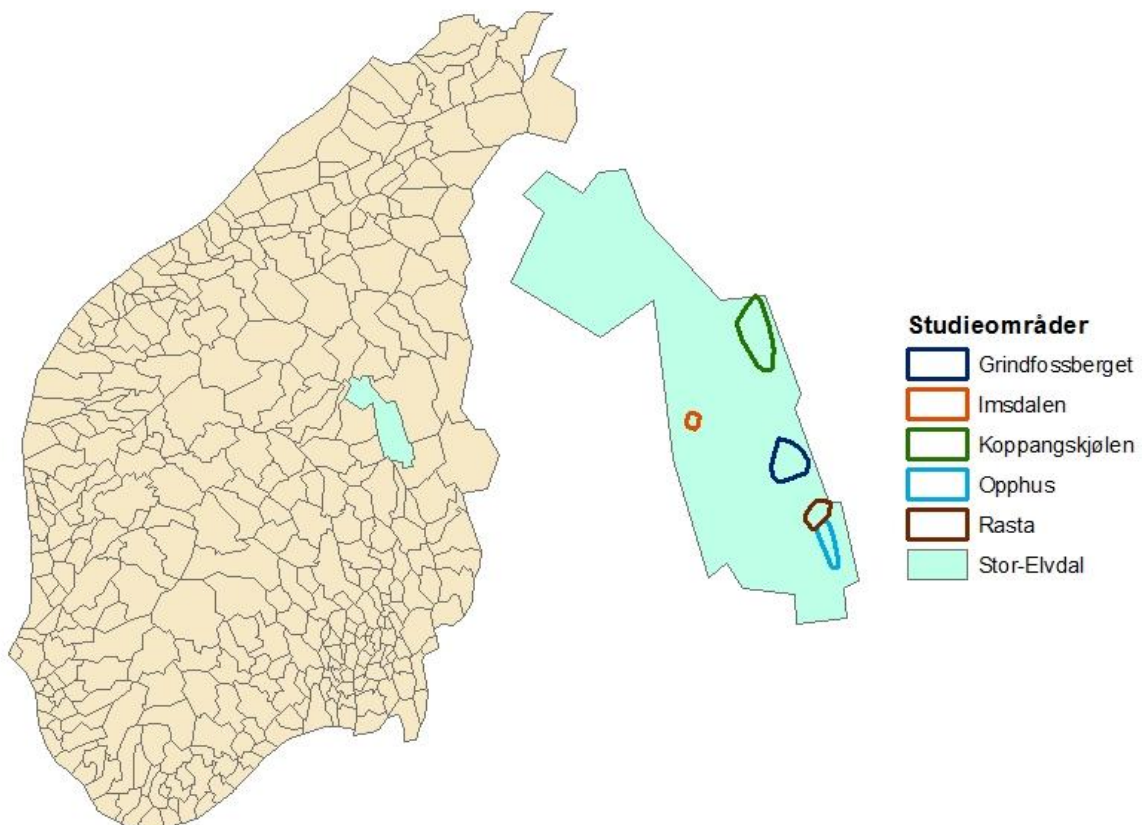 Studieområder
Grindfossberget
Imsdalen
Koppangskjølen
Opphus
Rasta
Stor-Elvdal